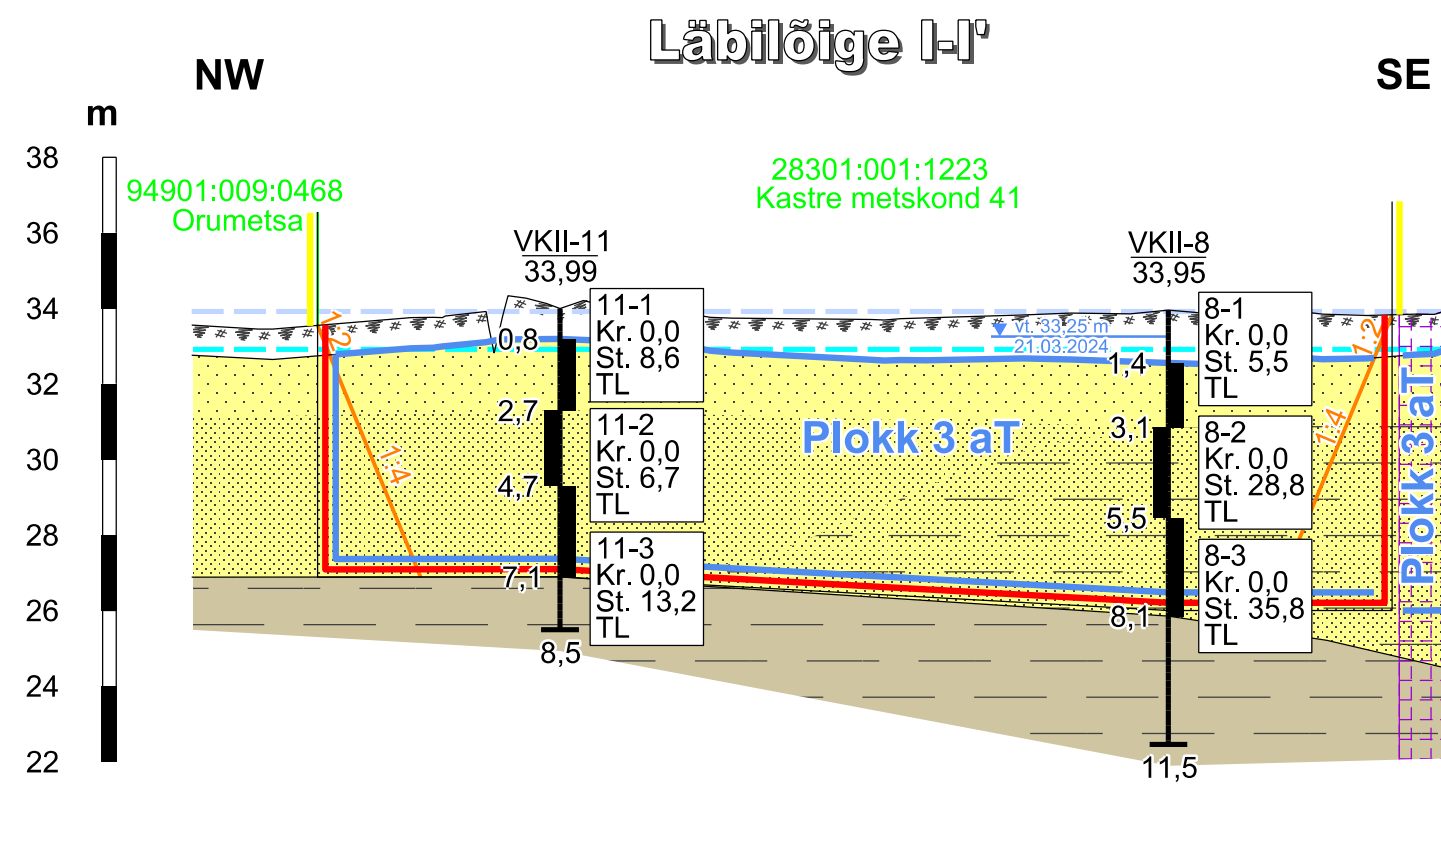 Läbilõige I-I'
NW
SE
m
38
36
34
32
30
28
26
24
22
94901:009:0468
Orumetsa
28301:001:1223
Kastre metskond 41
VKII-11
33,99
VKII-8
33,95
1:2
1:4
0,8
2,7
4,7
7,1
8,5
11-1
Kr. 0,0
St. 8,6
TL
11-2
Kr. 0,0
St. 6,7
TL
11-3
Kr. 0,0
St. 13,2
TL
Plokk 3 aT
vt. 33,25 m
21.03.2024
1,4
3,1
5,5
8,1
11,5
8-1
Kr. 0,0
St. 5,5
TL
8-2
Kr. 0,0
St. 28,8
TL
8-3
Kr. 0,0
St. 35,8
TL
1:2
1:4
Plokk 3 aT